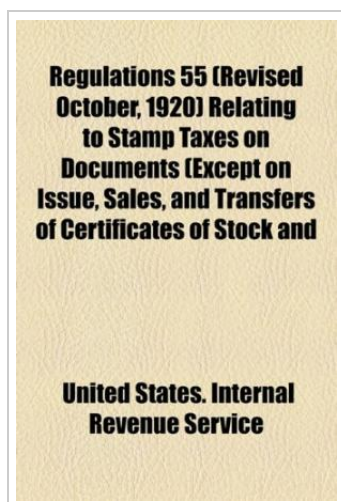 Regulations 55 (Revised
October, 1920) Relating
to Stamp Taxes on
Documents (Except on
Issue, Sales, and Transfers
of Certificates of Stock and
United States. Internal
Revenue Service